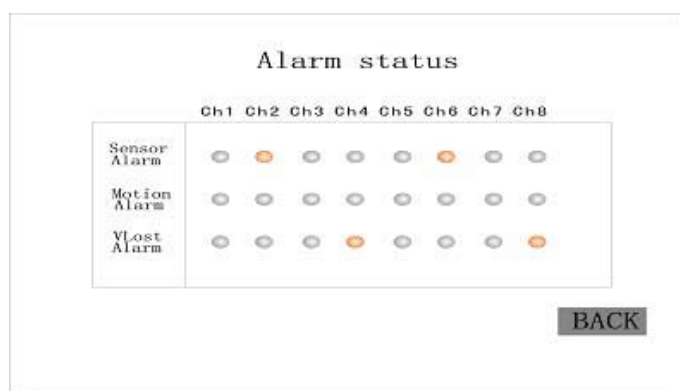 Alarm status
Ch1 Ch2 Ch3 Ch4 Ch5 Ch6 Ch7 Ch8
Sensor
Alarm
Motion
Alarm
VLost
Alarm
BACK